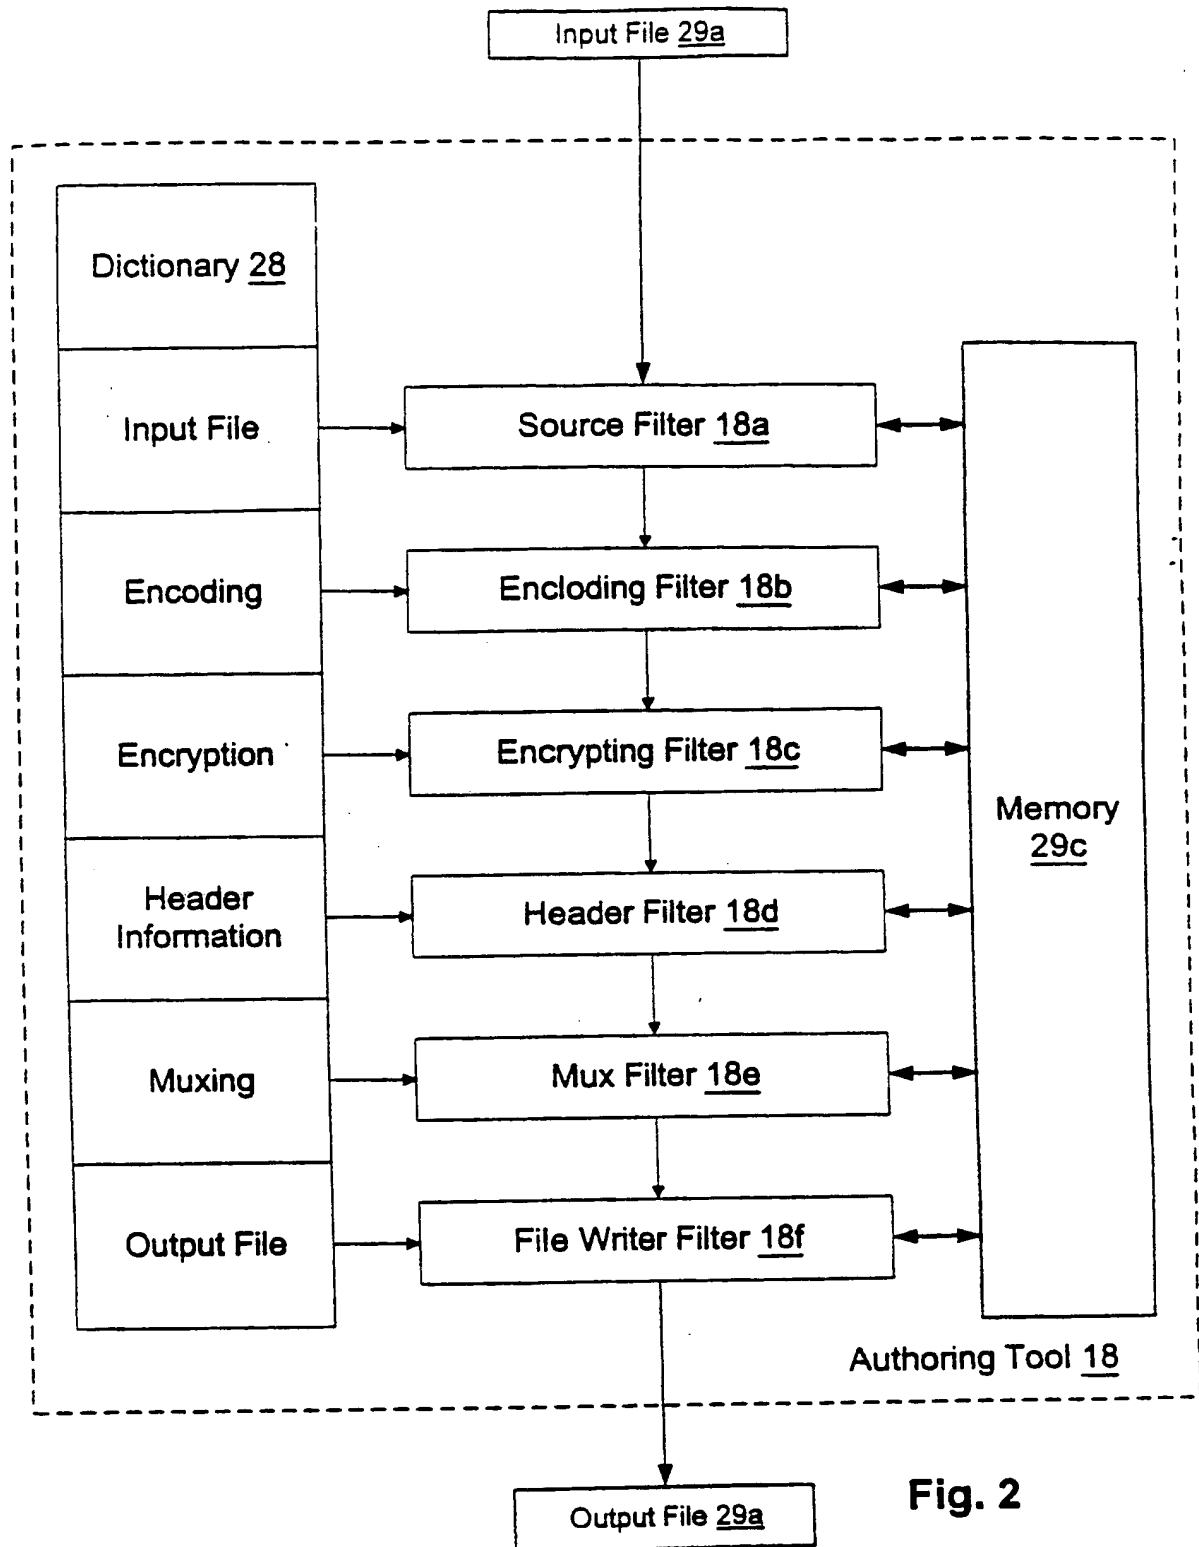 Input File 29a
Dictionary 28
Input File
Source Filter 18a
Encoding
Encloding Filter 18b
Encryption
Encrypting Filter 18c
Memory
29c
Header
Information
Header Filter 18d
Muxing
Mux Filter 18e
Output File
File Writer Filter 18f
Authoring Tool 18
Output File 29a
Fig. 2